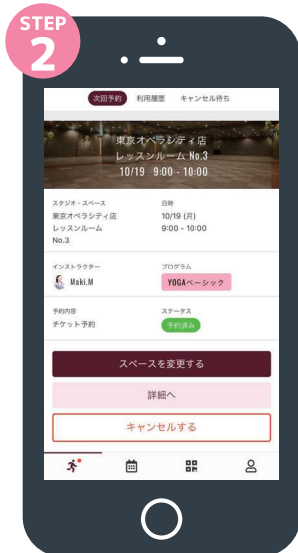 STEP
2
次回予約 利用履歴 キャンセル待ち
東京オペラシティ店
レッスンルーム No.3
10/19 9:00 - 10:00
スタジオ・スペース 日時
東京オペラシティ店 10/19 (月)
レッスンルーム 9:00 - 10:00
No.3
インストラクター プログラム
Maki.M YOGAベーシック
予約内容 ステータス
チケット予約 予約済み
スペースを変更する
詳細へ
キャンセルする